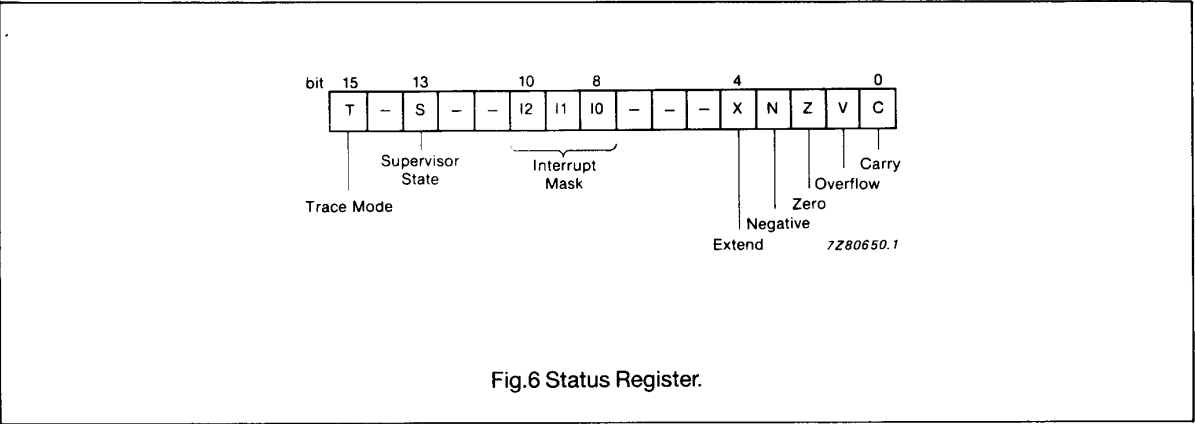 bit 15 13 10 8 4 0
T – S – – I2 I1 I0 – – – X N Z V C
Supervisor
State
Interrupt
Mask
Carry
Overflow
Zero
Trace Mode
Negative
Extend
7Z80650.1
Fig.6 Status Register.